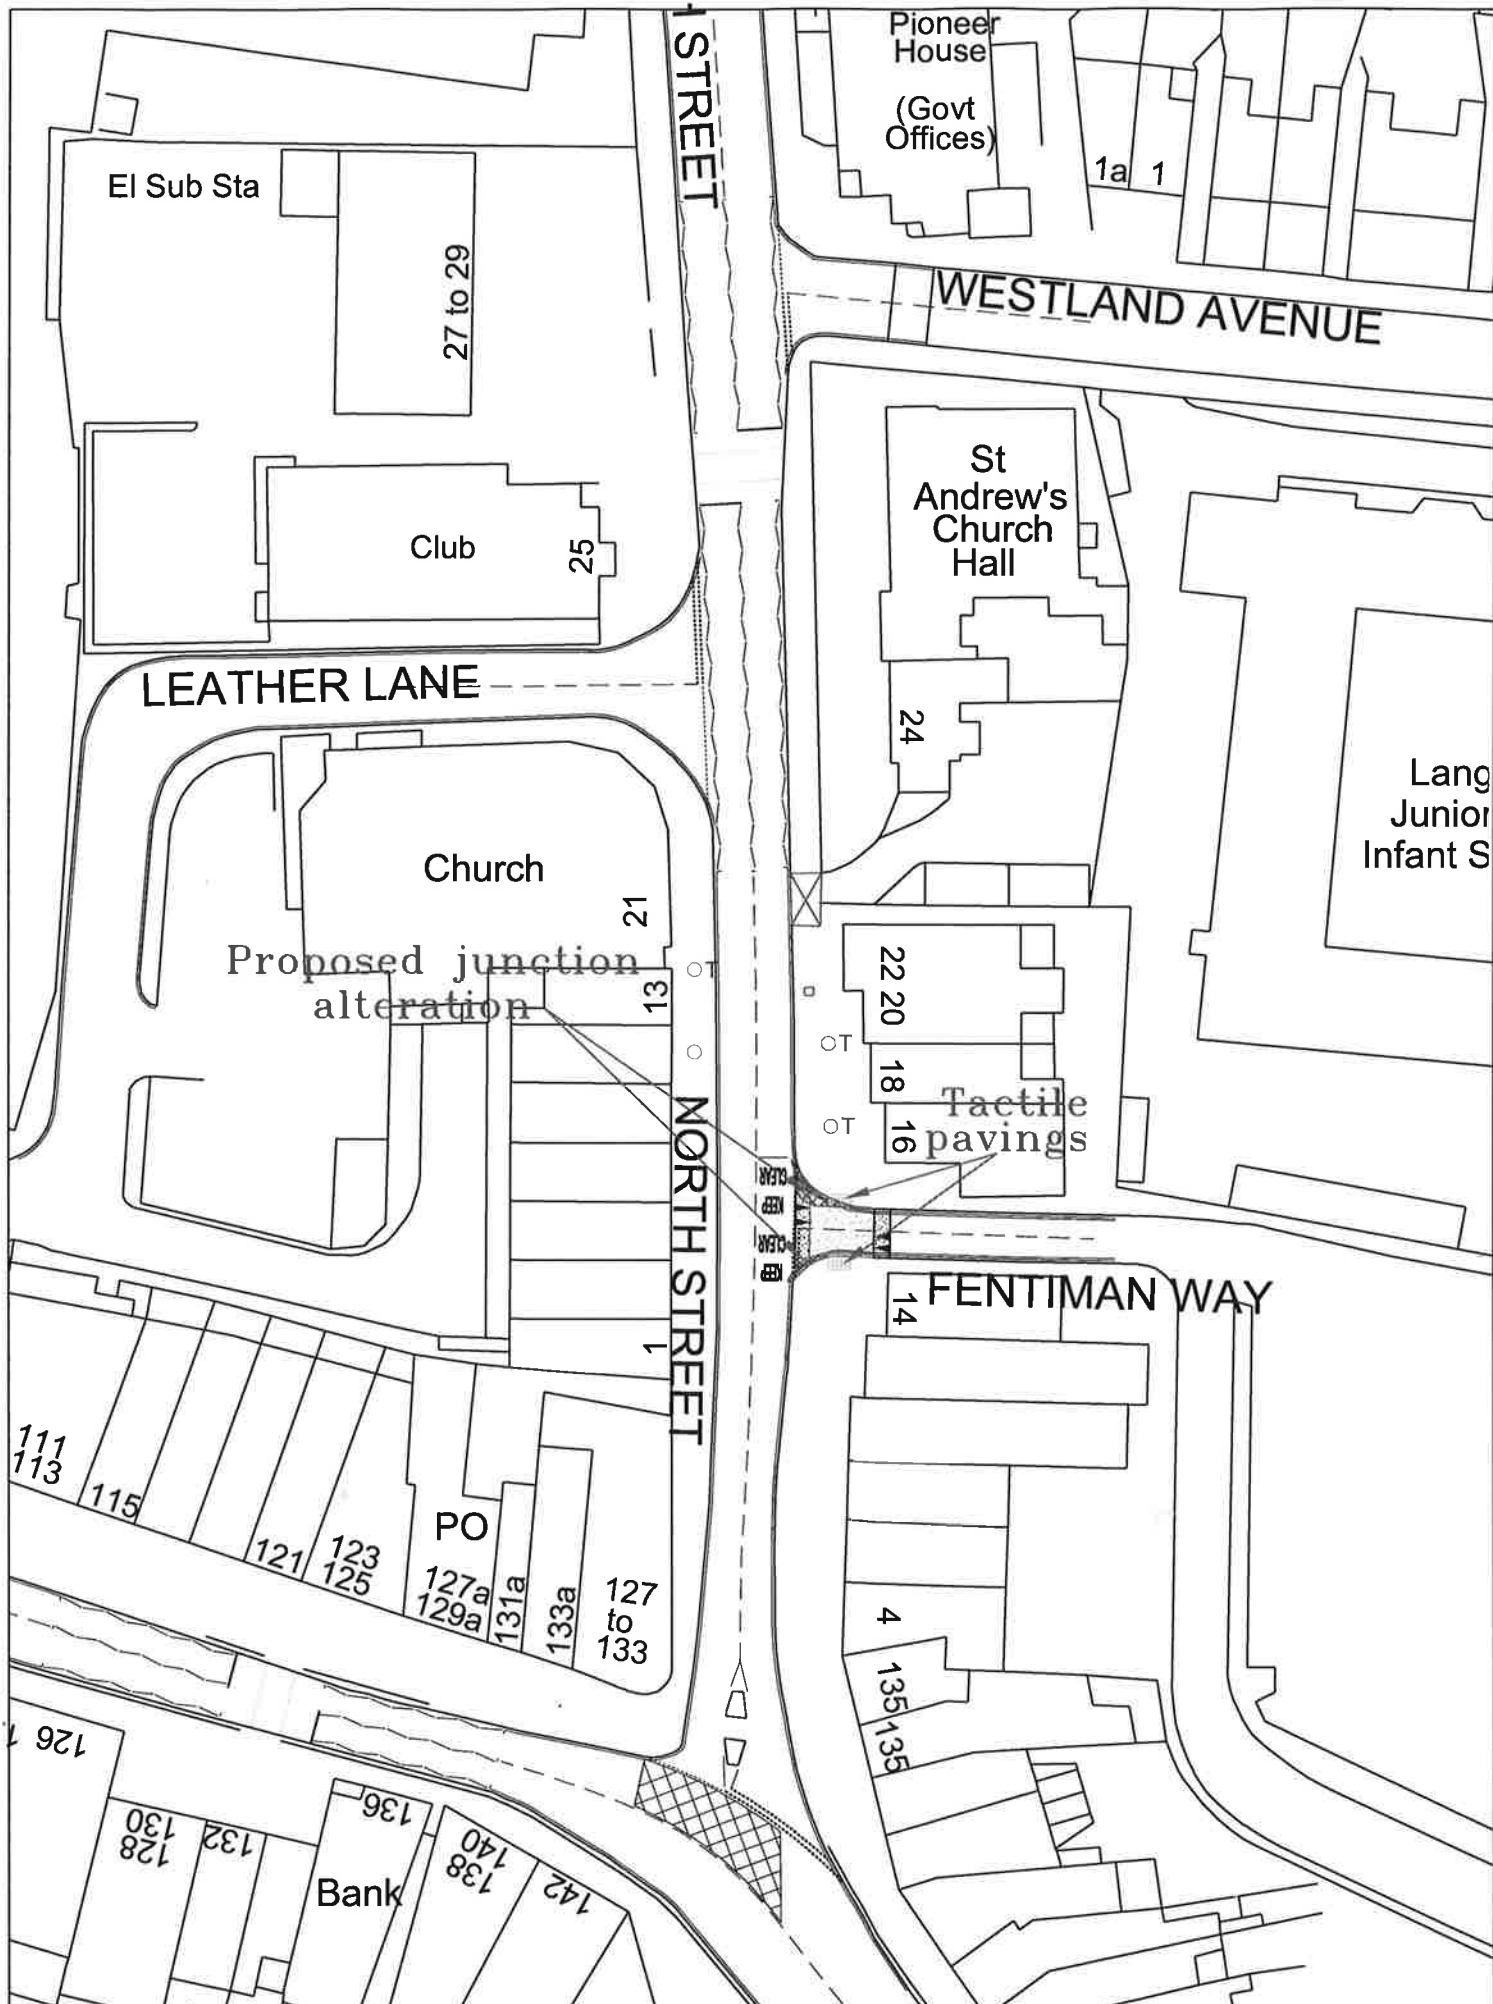 H STREET
Pioneer
House
(Govt
Offices)
1a
1
El Sub Sta
27 to 29
WESTLAND AVENUE
St
Andrew's
Church
Hall
Club
25
LEATHER LANE
24
Lang
Junior
Infant S
Church
21
Proposed junction
alteration
13
T
22 20
T
18
T
16
Tactile
pavings
NORTH STREET
CLEAR
KEEP
CLEAR
FENTIMAN WAY
14
1
111
113
115
121
123
125
PO
127a
129a
131a
133a
127
to
133
4
135
135
126
128
130
132
136
Bank
138
140
142